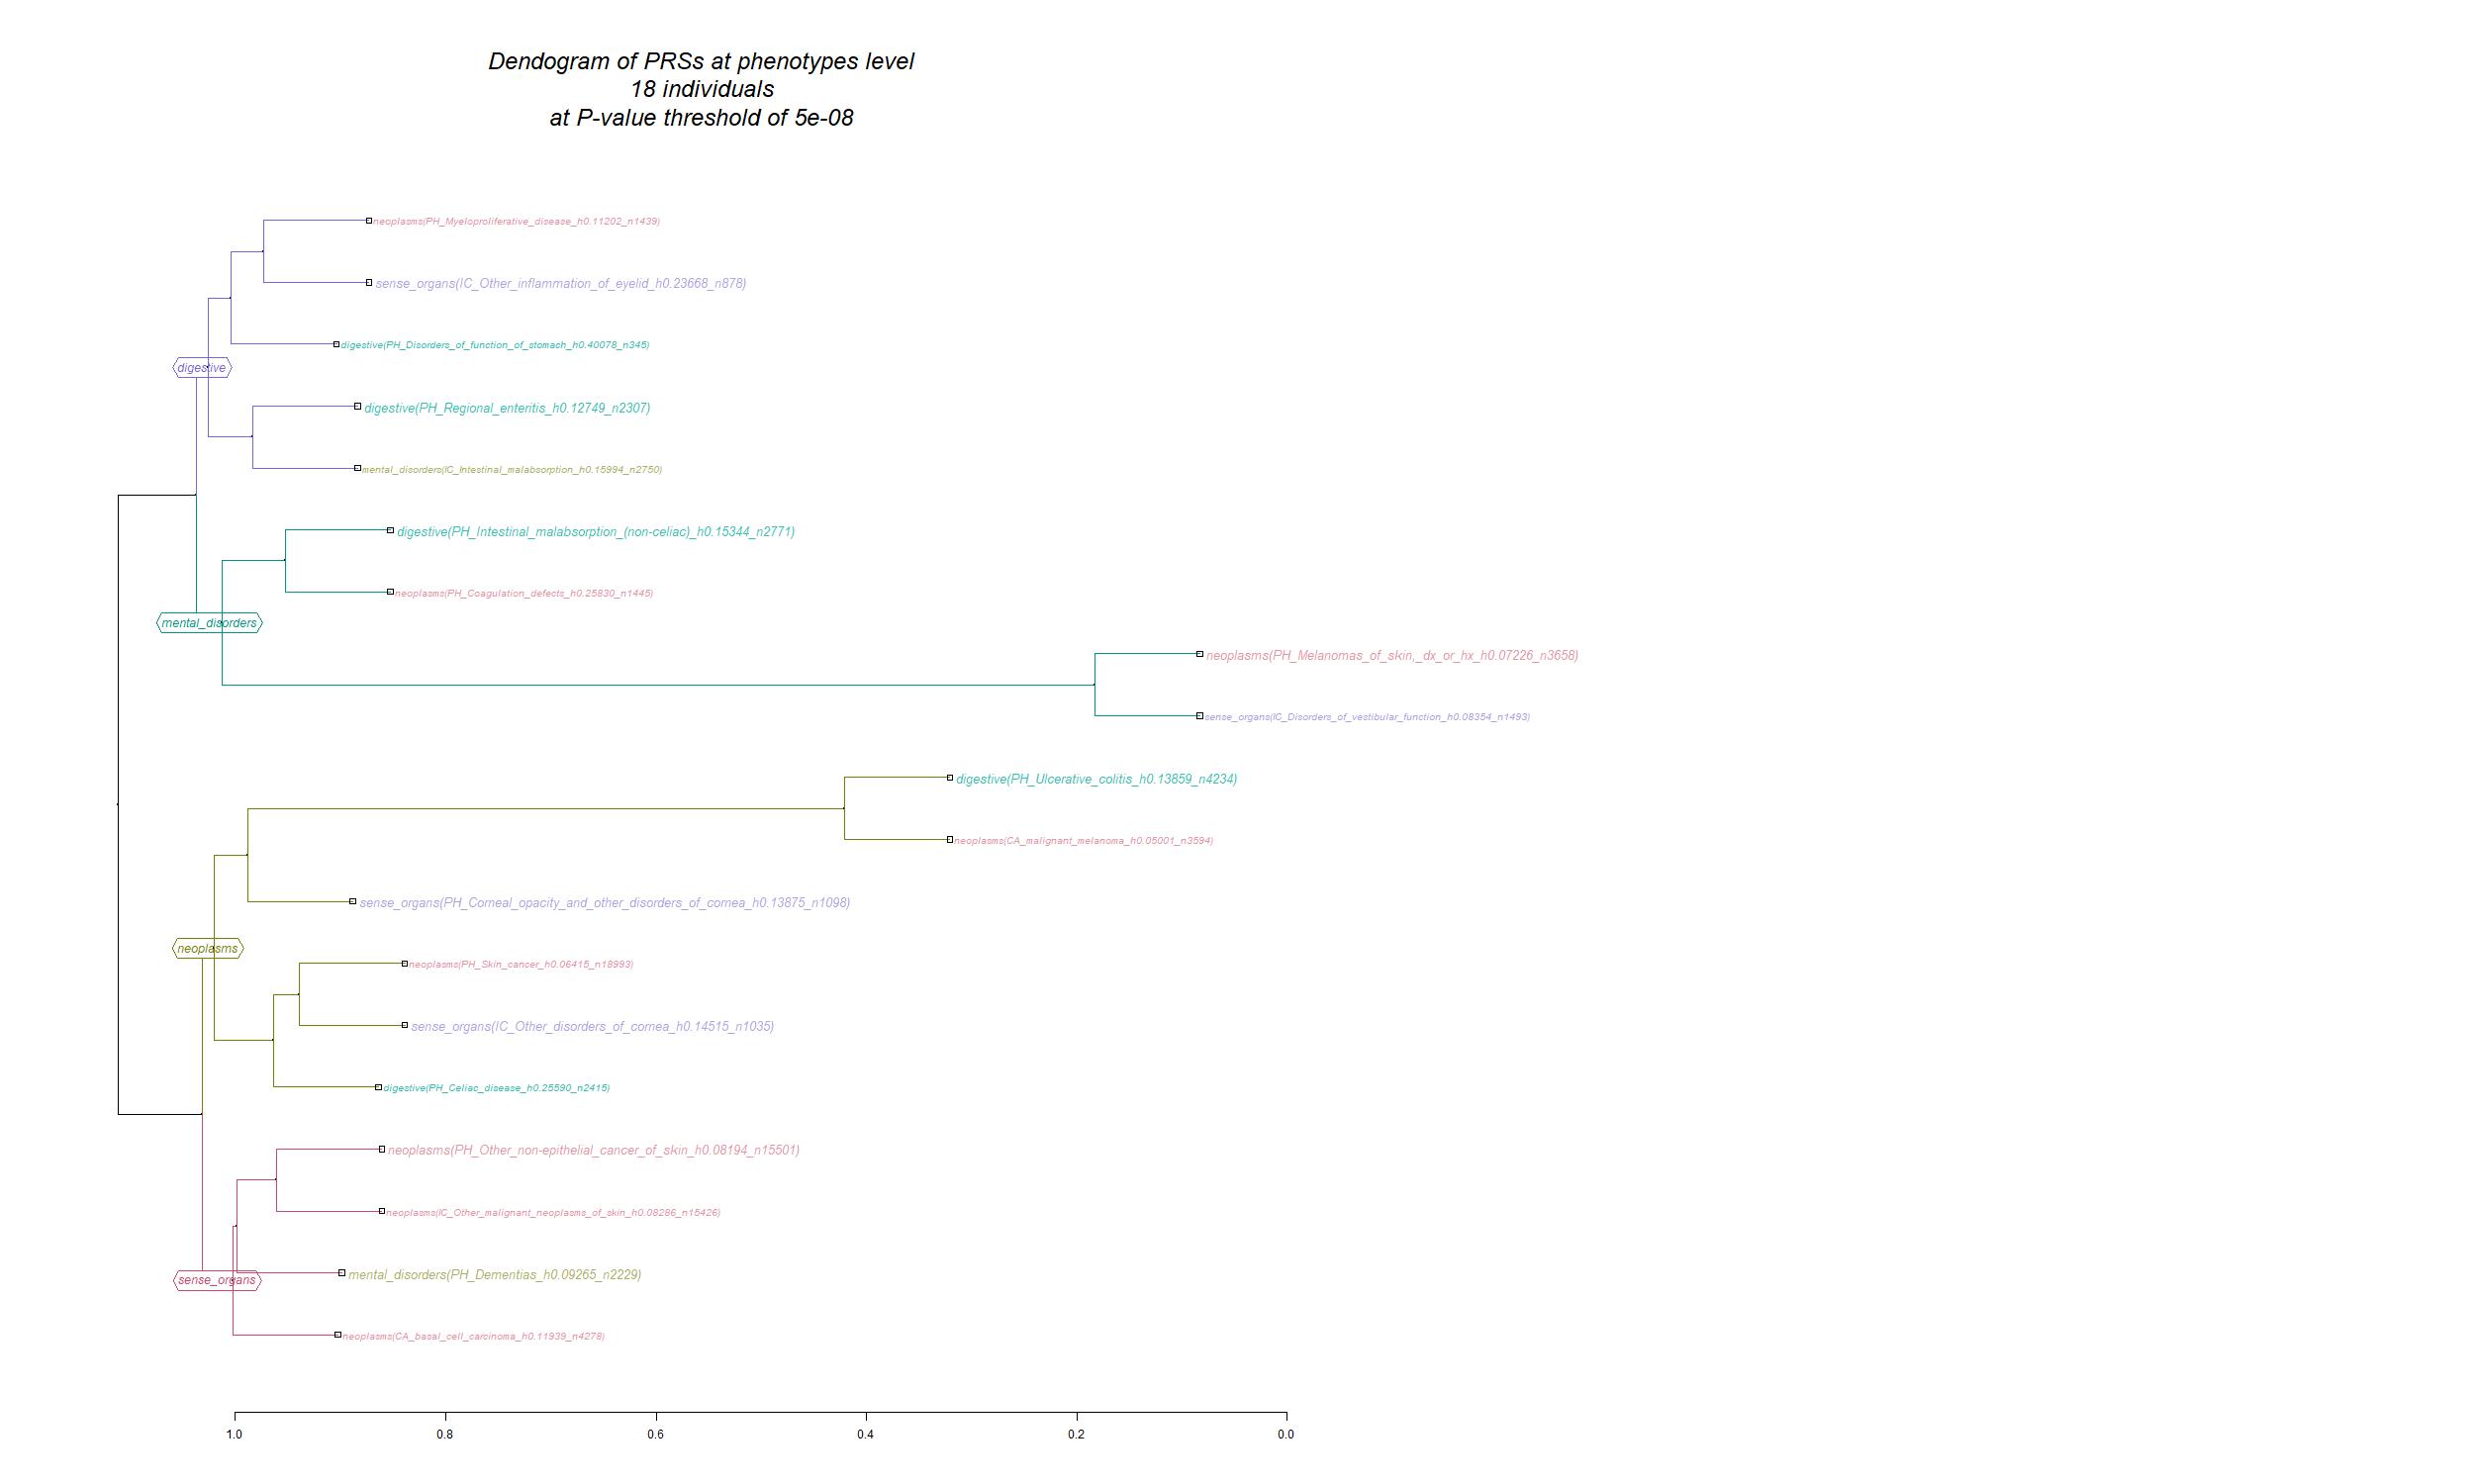 Dendogram of PRSs at phenotypes level
18 individuals
at P-value threshold of 5e-08
neoplasms(PH_Myeloproliferative_disease_h0.11202_n1439)
sense_organs(IC_Other_inflammation_of_eyelid_h0.23668_n878)
digestive(PH_Disorders_of_function_of_stomach_h0.40078_n345)
digestive
digestive(PH_Regional_enteritis_h0.12749_n2307)
mental_disorders(IC_Intestinal_malabsorption_h0.15994_n2750)
digestive(PH_Intestinal_malabsorption_(non-celiac)_h0.15344_n2771)
neoplasms(PH_Coagulation_defects_h0.25830_n1445)
mental_disorders
neoplasms(PH_Melanomas_of_skin,_dx_or_hx_h0.07226_n3658)
sense_organs(IC_Disorders_of_vestibular_function_h0.08354_n1493)
digestive(PH_Ulcerative_colitis_h0.13859_n4234)
neoplasms(CA_malignant_melanoma_h0.05001_n3594)
sense_organs(PH_Corneal_opacity_and_other_disorders_of_cornea_h0.13875_n1098)
neoplasms
neoplasms(PH_Skin_cancer_h0.06415_n18993)
sense_organs(IC_Other_disorders_of_cornea_h0.14515_n1035)
digestive(PH_Celiac_disease_h0.25590_n2415)
neoplasms(PH_Other_non-epithelial_cancer_of_skin_h0.08194_n15501)
neoplasms(IC_Other_malignant_neoplasms_of_skin_h0.08286_n15426)
mental_disorders(PH_Dementias_h0.09265_n2229)
sense_organs
neoplasms(CA_basal_cell_carcinoma_h0.11939_n4278)
1.0 0.8 0.6 0.4 0.2 0.0